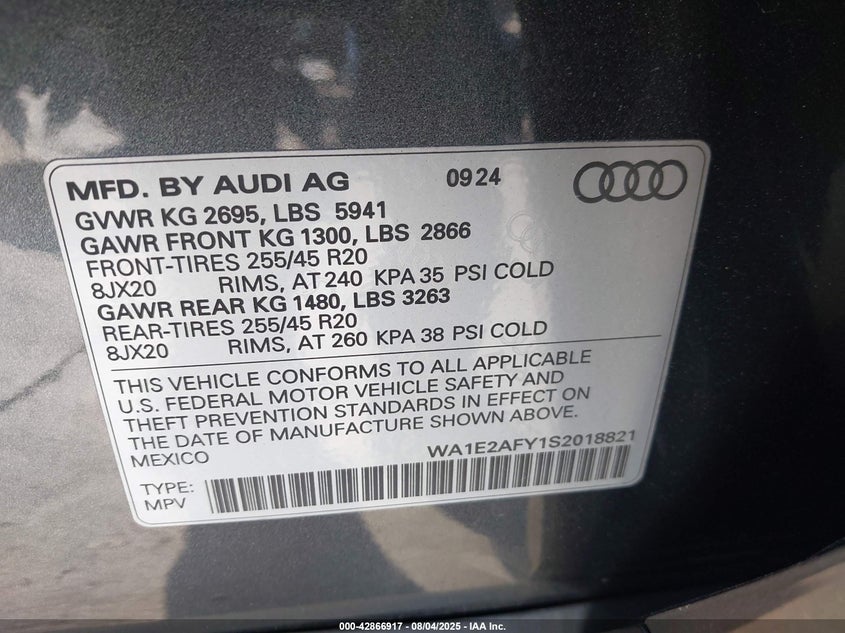 MFD. BY AUDI AG 09 24
GVWR KG 2695, LBS 5941
GAWR FRONT KG 1300, LBS 2866
FRONT-TIRES 255/45 R20
8JX20 RIMS, AT 240 KPA 35 PSI COLD
GAWR REAR KG 1480, LBS 3263
REAR-TIRES 255/45 R20
8JX20 RIMS, AT 260 KPA 38 PSI COLD
THIS VEHICLE CONFORMS TO ALL APPLICABLE
U.S. FEDERAL MOTOR VEHICLE SAFETY AND
THEFT PREVENTION STANDARDS IN EFFECT ON
THE DATE OF MANUFACTURE SHOWN ABOVE.
MEXICO WA1E2AFY1S2018821
TYPE:
MPV
000-42866917 - 08/04/2025 - IAA Inc.